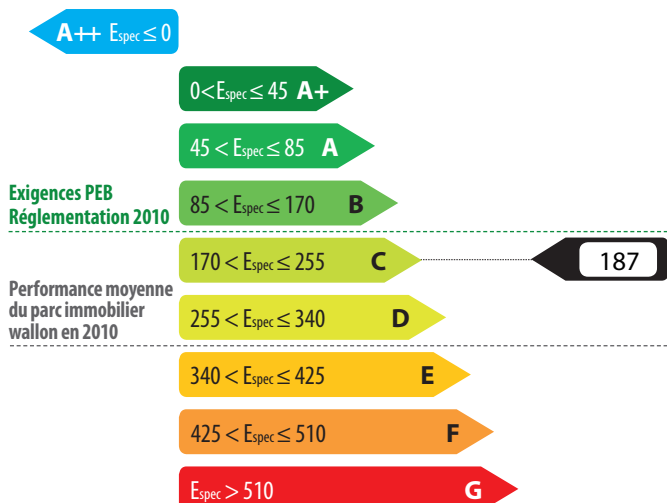 A++ Espec ≤ 0
0 < Espec ≤ 45 A+
45 < Espec ≤ 85 A
Exigences PEB
Réglementation 2010
85 < Espec ≤ 170 B
170 < Espec ≤ 255 C
187
Performance moyenne
du parc immobilier
wallon en 2010
255 < Espec ≤ 340 D
340 < Espec ≤ 425 E
425 < Espec ≤ 510 F
Espec > 510 G